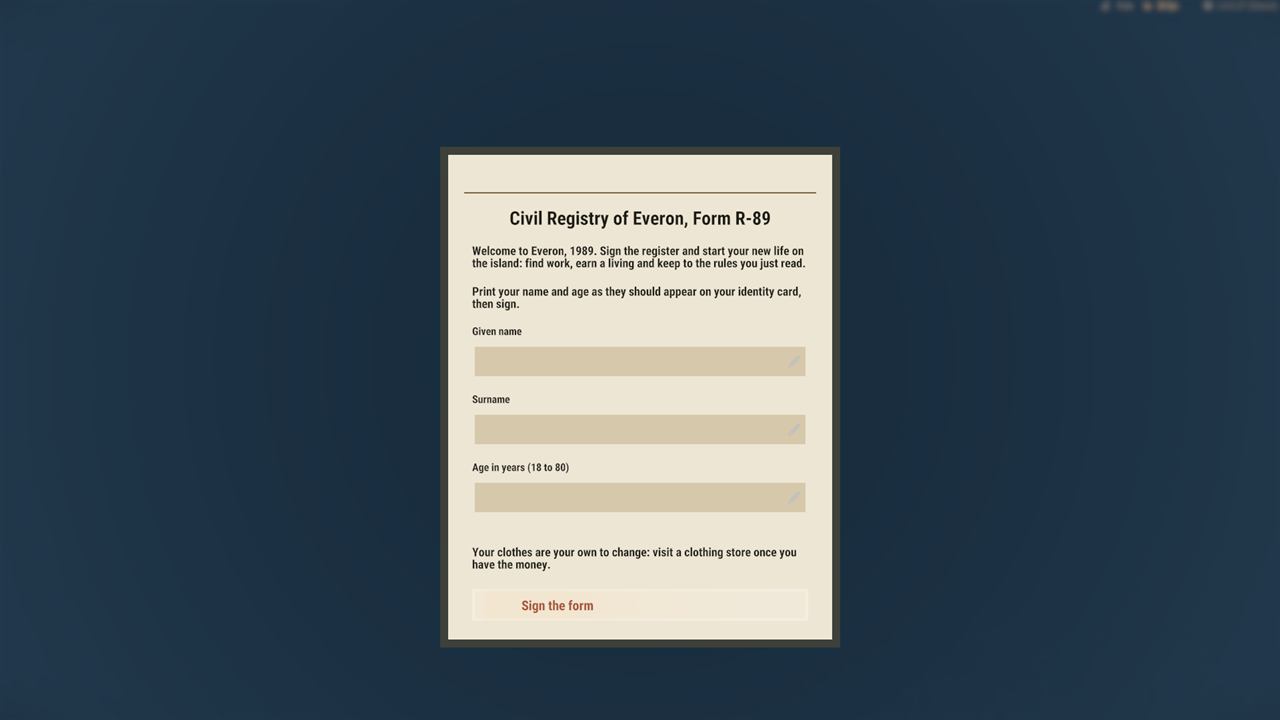 Civil Registry of Everon, Form R-89
Welcome to Everon, 1989. Sign the register and start your new life on
the island: find work, earn a living and keep to the rules you just read.
Print your name and age as they should appear on your identity card,
then sign.
Given name
Surname
Age in years (18 to 80)
Your clothes are your own to change: visit a clothing store once you
have the money.
Sign the form